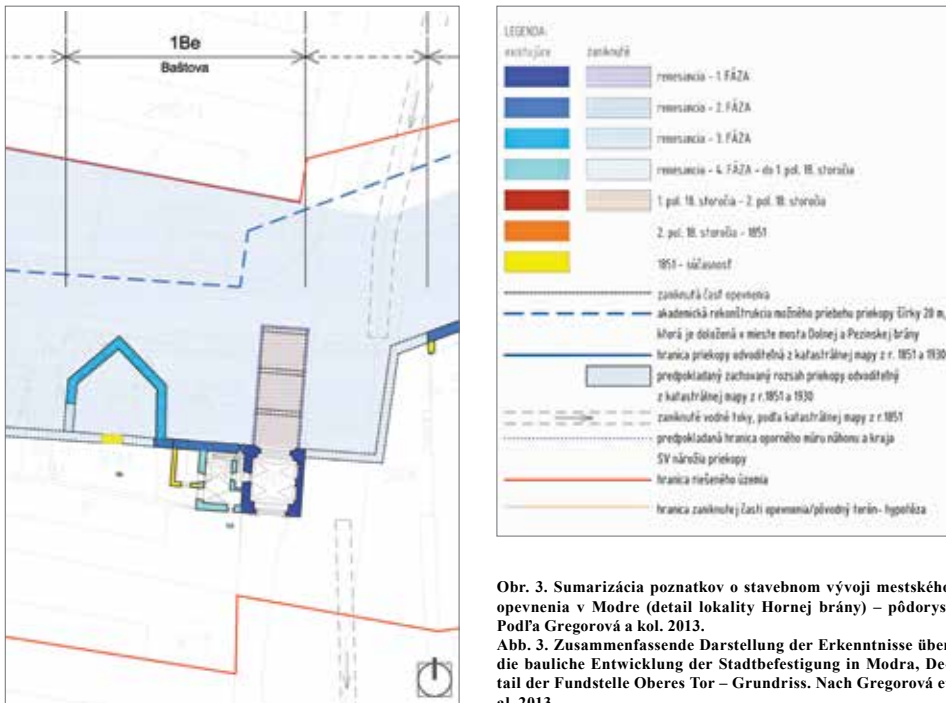 1Be
Baštova
LEGENDA:
existujúce zaniknuté
renesancia - 1. FÁZA
renesancia - 2. FÁZA
renesancia - 3. FÁZA
renesancia - 4. FÁZA - do 1 pol. 18. storočia
1. pol. 18. storočia - 2. pol. 18. storočia
2. pol. 18. storočia - 1851
1851 - súčasnosť
zaniknutá časť opevnenia
akademická rekonštrukcia možného priebehu priekopy šírky 20 m,
ktorá je doložená v mieste mosta Dolnej a Pezinskej brány
hranica priekopy odvoditeľná z katastrálnej mapy z r. 1851 a 1930
predpokladaný zachovaný rozsah priekopy odvoditeľný
z katastrálnej mapy z r.1851 a 1930
zaniknuté vodné toky, podľa katastrálnej mapy z r.1851
predpokladaná hranica oporného múru náhonu a kraja
SV nárožia priekopy
hranica riešeného územia
hranica zaniknutej časti opevnenia/pôvodný terén- hypotéza
Obr. 3. Sumarizácia poznatkov o stavebnom vývoji mestského
opevnenia v Modre (detail lokality Hornej brány) – pôdorys.
Podľa Gregorová a kol. 2013.
Abb. 3. Zusammenfassende Darstellung der Erkenntnisse über
die bauliche Entwicklung der Stadtbefestigung in Modra, De-
tail der Fundstelle Oberes Tor – Grundriss. Nach Gregorová et
al. 2013.